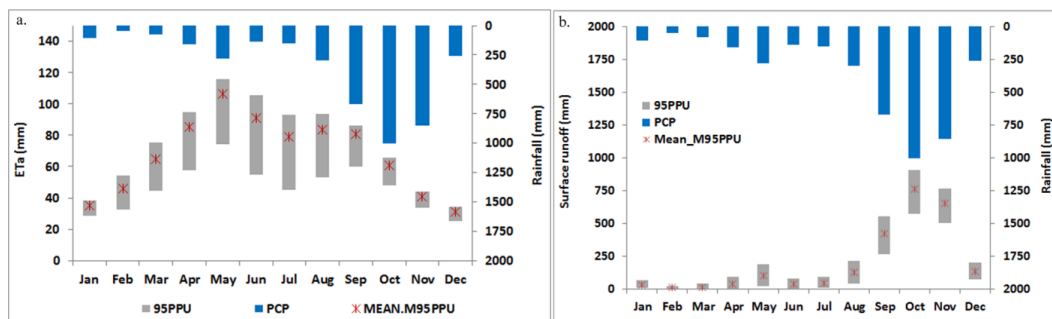 a.
ETa (mm)
140
120
100
80
60
40
20
0
0
250
500
750
1000
1250
1500
1750
2000
Rainfall (mm)
Jan Feb Mar Apr May Jun Jul Aug Sep Oct Nov Dec
95PPU PCP MEAN.M95PPU
b.
Surface runoff (mm)
2000
1750
1500
1250
1000
750
500
250
0
95PPU
PCP
Mean_M95PPU
0
250
500
750
1000
1250
1500
1750
2000
Rainfall (mm)
Jan Feb Mar Apr May Jun Jul Aug Sep Oct Nov Dec